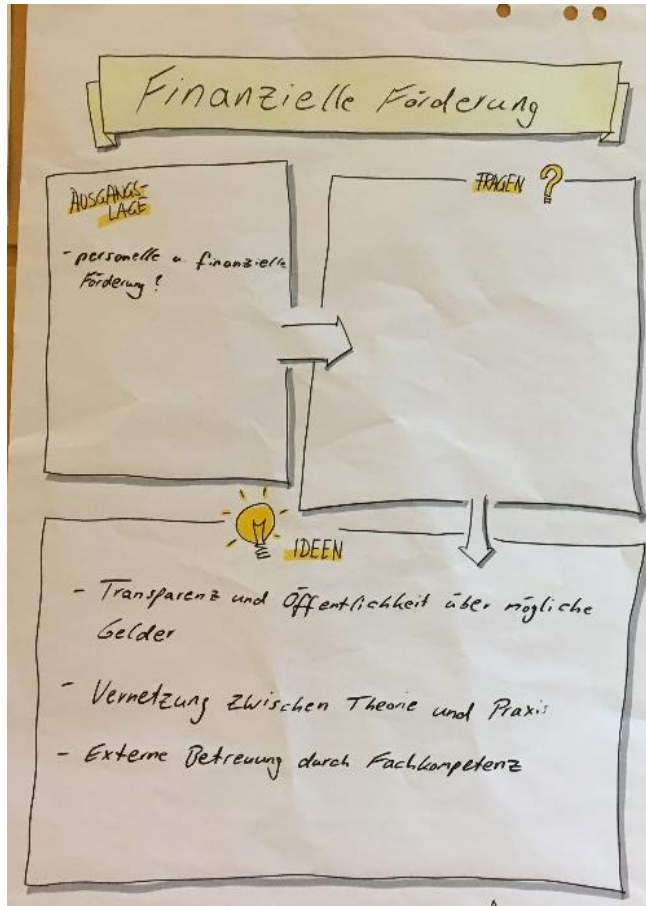 Finanzielle Förderung
AUSGANGS-
LAGE
- personelle u. finanzielle
Förderung?
FRAGEN ?
IDEEN
- Transparenz und Öffentlichkeit über mögliche
Gelder
- Vernetzung zwischen Theorie und Praxis
- Externe Betreuung durch Fachkompetenz